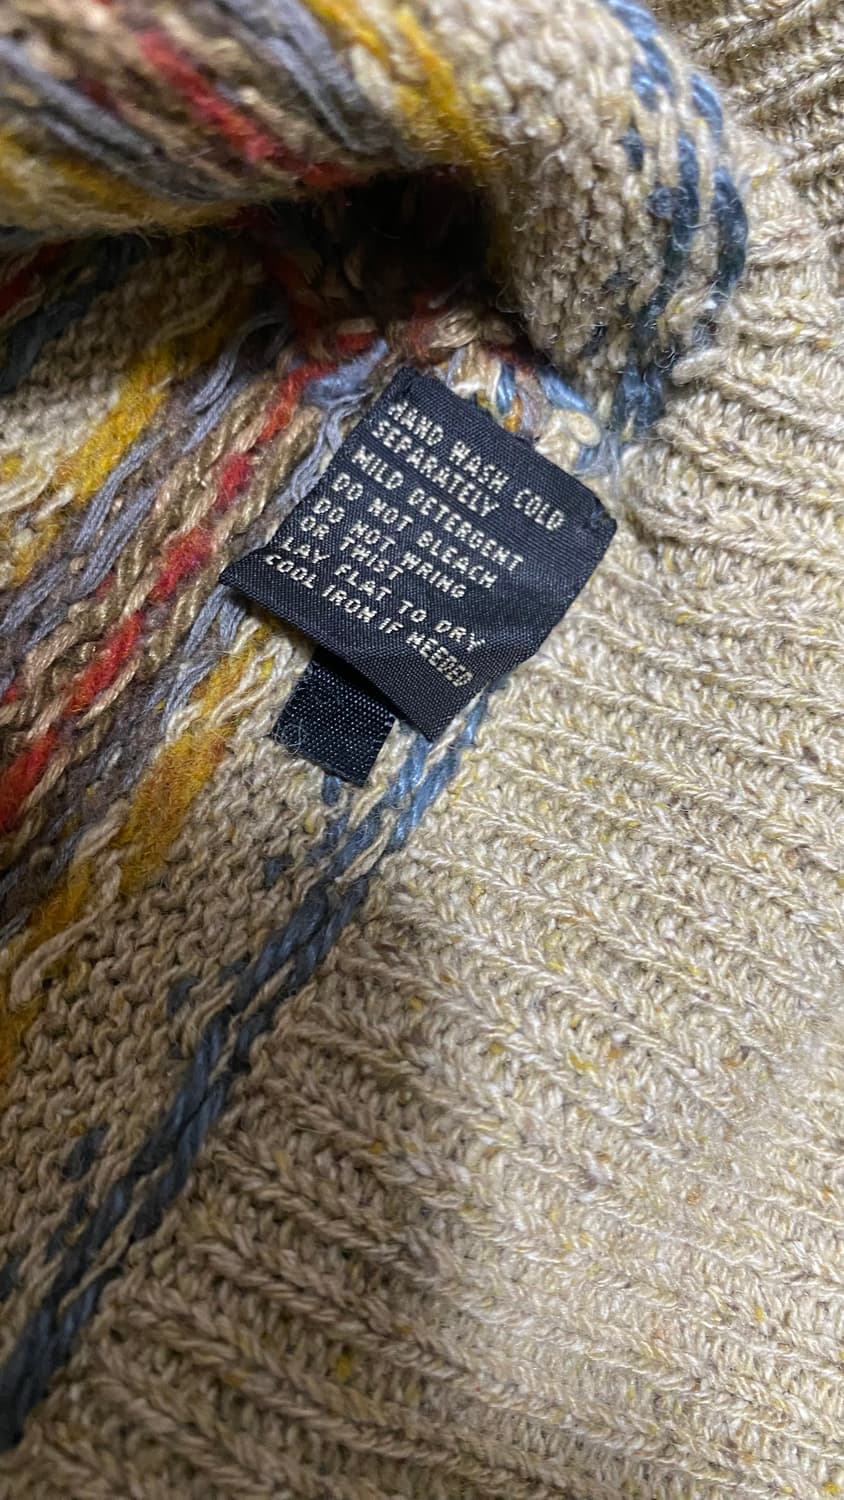 HAND WASH COLD
SEPARATELY
MILD DETERGENT
DO NOT BLEACH
DO NOT WRING
OR TWIST
LAY FLAT TO DRY
COOL IRON IF NEEDED